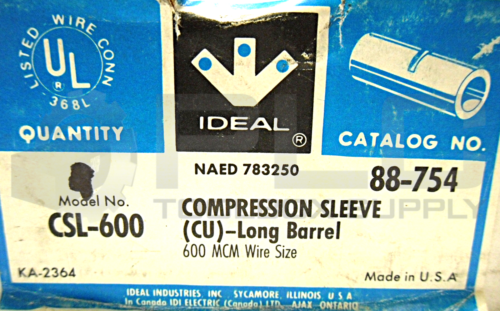 LISTED WIRE CONN
UL
R
368L
IDEAL
R
QUANTITY
CATALOG NO.
NAED 783250
88-754
Model No.
CSL-600
COMPRESSION SLEEVE
(CU)-Long Barrel
600 MCM Wire Size
KA-2364
Made in U.S.A
IDEAL INDUSTRIES, INC SYCAMORE, ILLINOIS, U S A
In Canada IDI ELECTRIC (Canada) LTD. AJAX ONTARIO